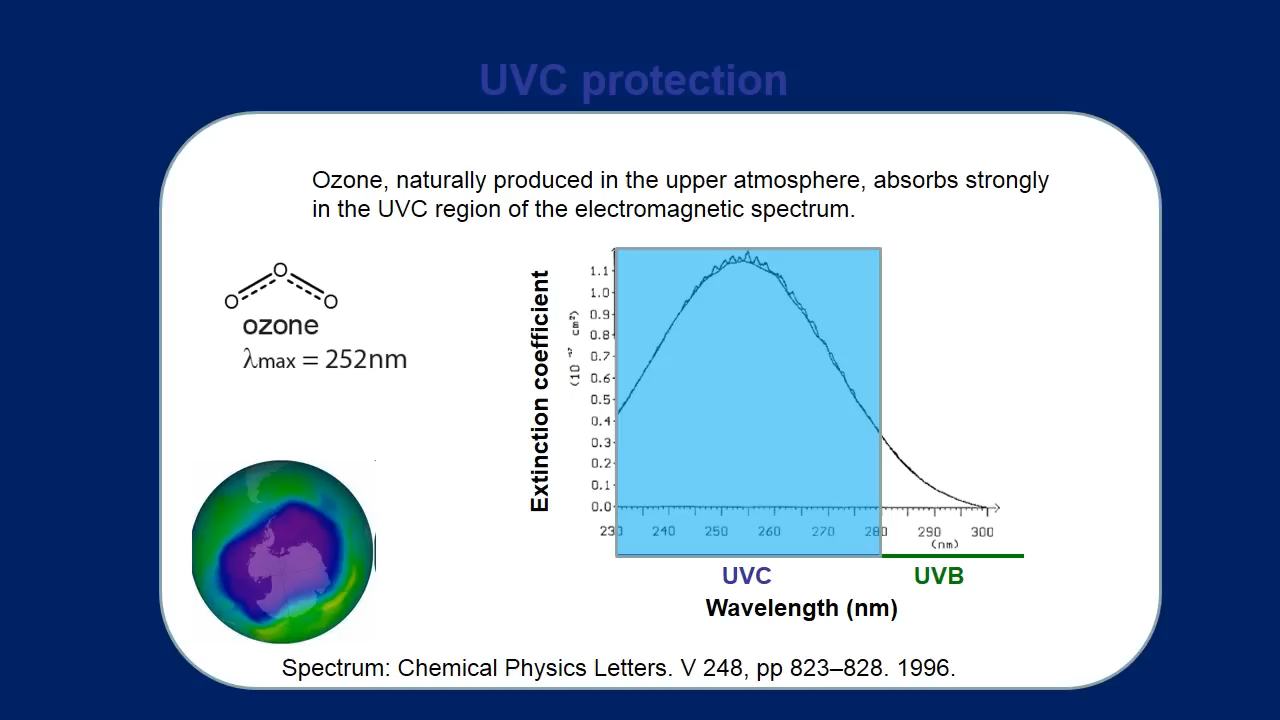 UVC protection
Ozone, naturally produced in the upper atmosphere, absorbs strongly
in the UVC region of the electromagnetic spectrum.
O
O O
ozone
λmax = 252nm
Extinction coefficient
(10 -17 cm²)
1.1
1.0
0.9
0.8
0.7
0.6
0.5
0.4
0.3
0.2
0.1
0.0
230 240 250 260 270 280 290 300
(nm)
UVC UVB
Wavelength (nm)
Spectrum: Chemical Physics Letters. V 248, pp 823–828. 1996.